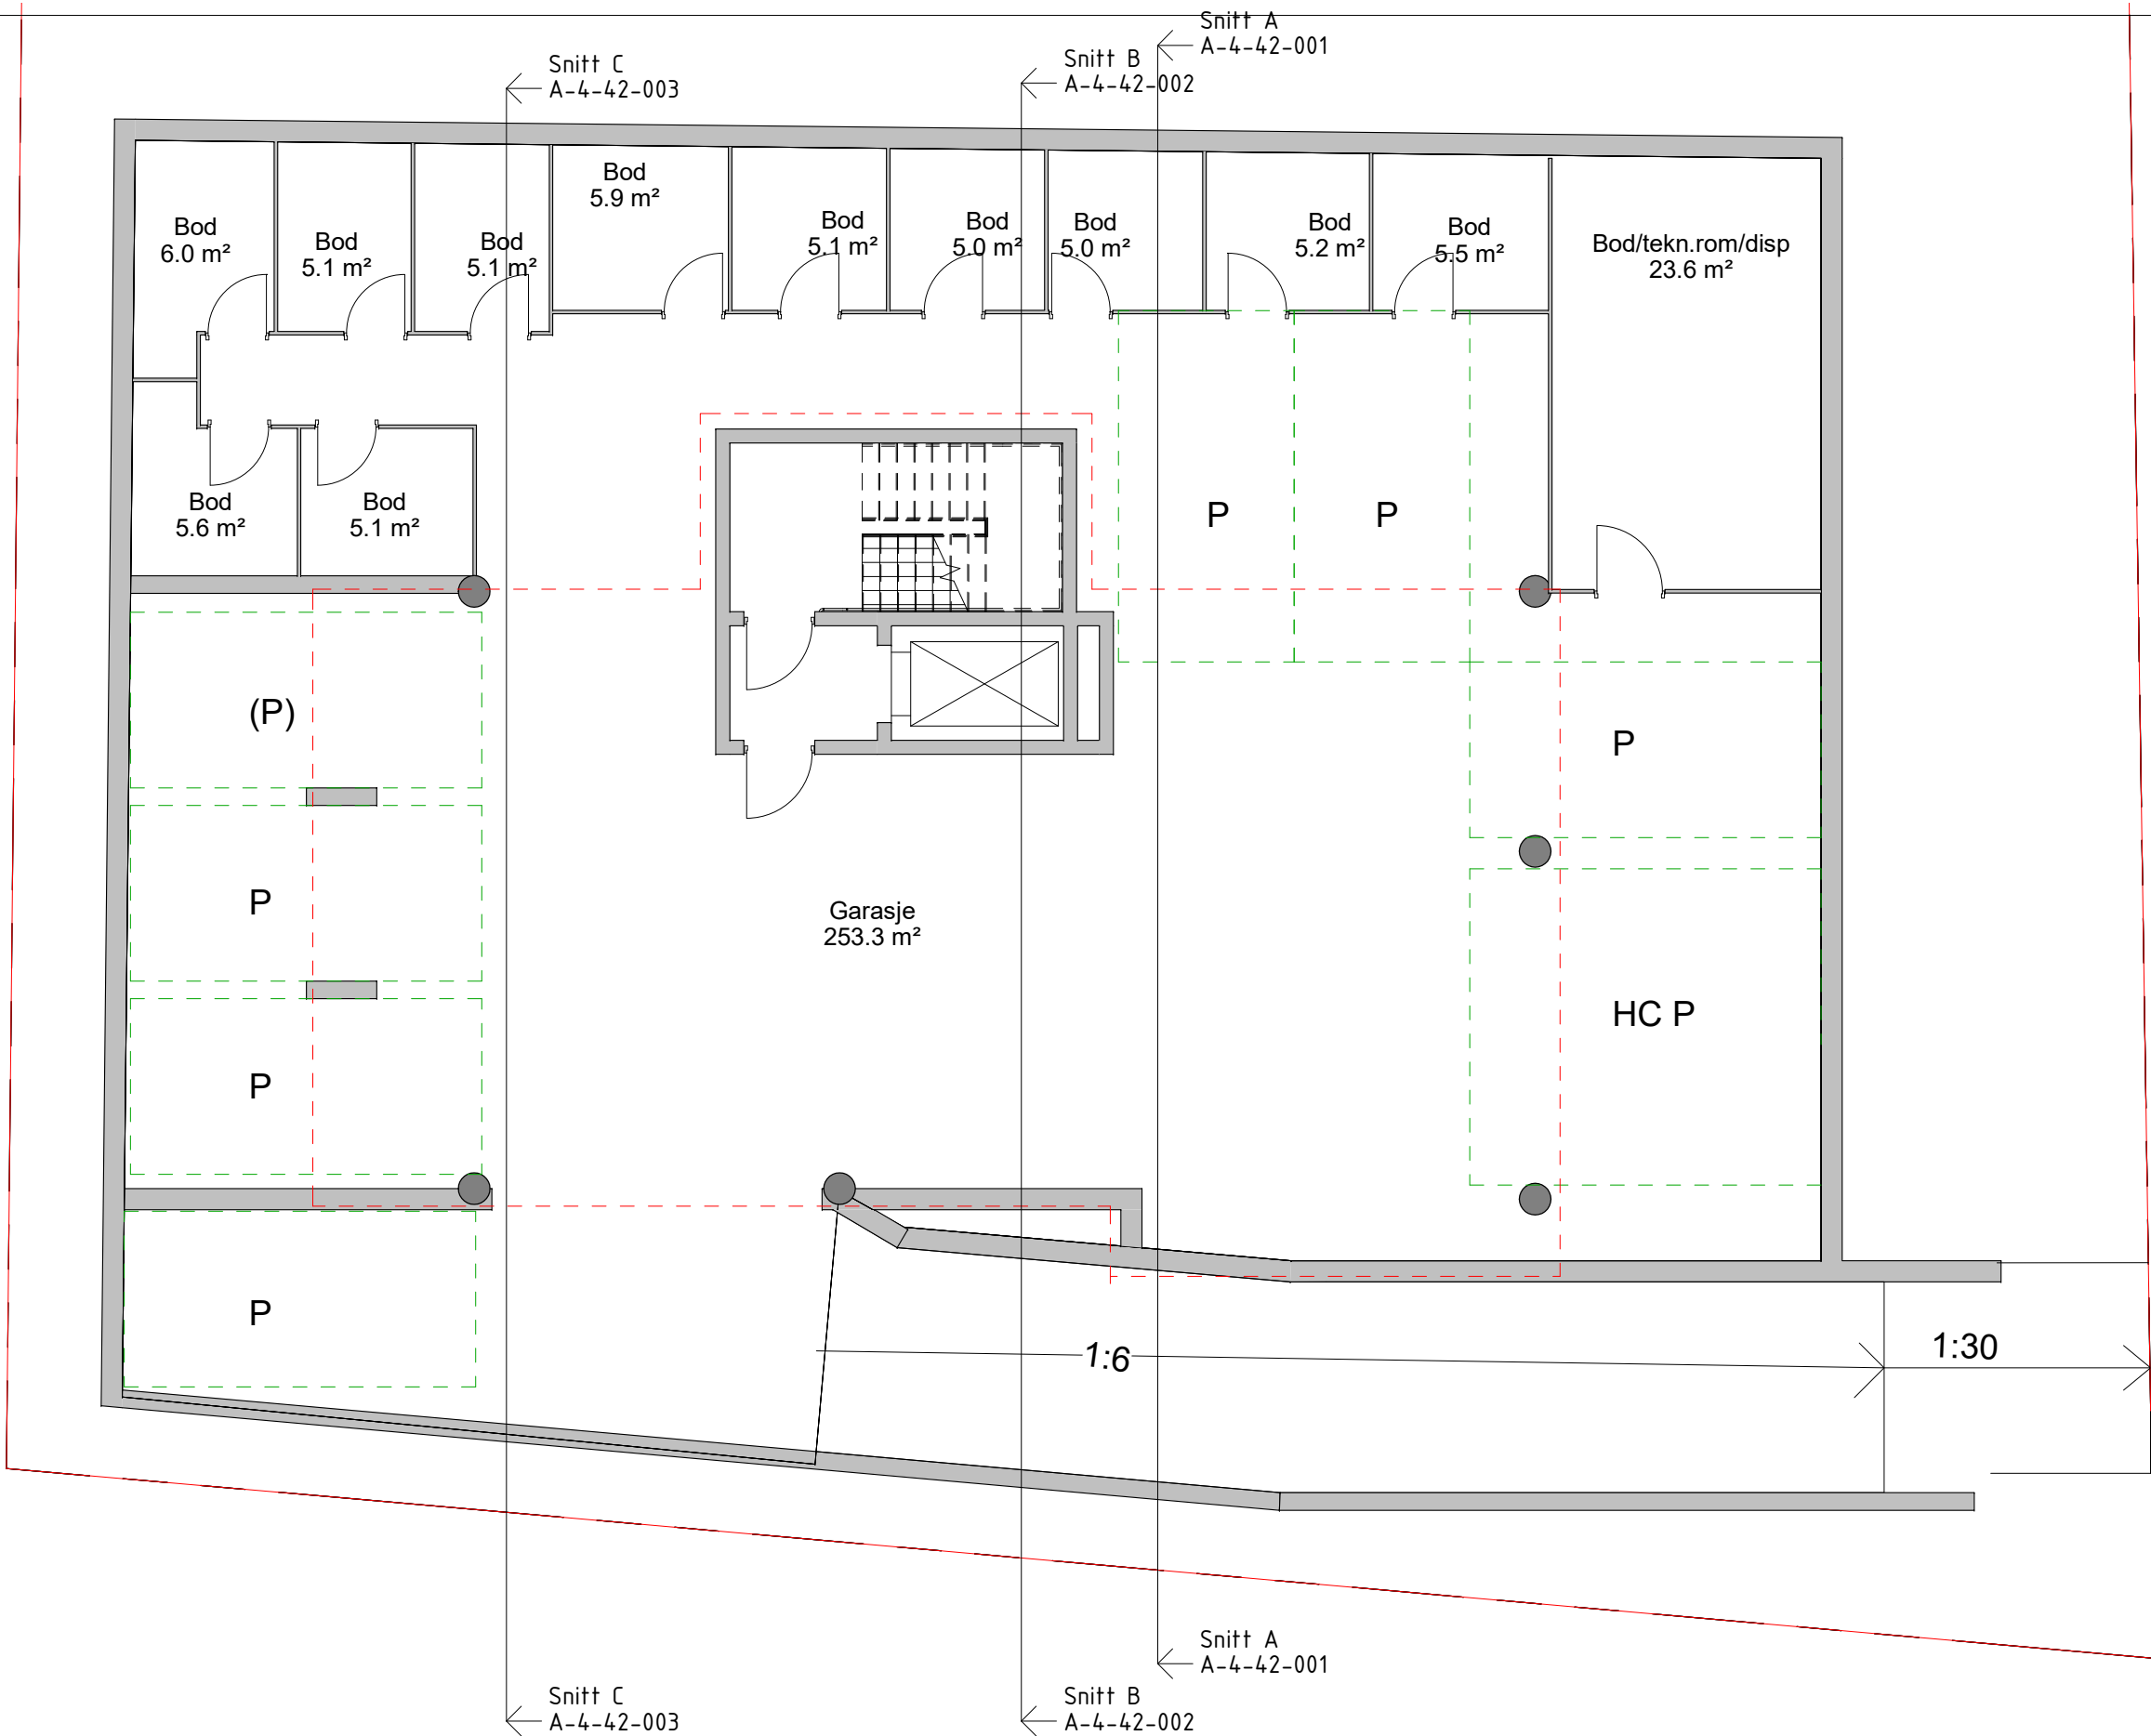 Snitt A
A-4-42-001
Snitt B
A-4-42-002
Snitt C
A-4-42-003
Bod
6.0 m²
Bod
5.1 m²
Bod
5.1 m²
Bod
5.9 m²
Bod
5.1 m²
Bod
5.0 m²
Bod
5.0 m²
Bod
5.2 m²
Bod
5.5 m²
Bod/tekn.rom/disp
23.6 m²
Bod
5.6 m²
Bod
5.1 m²
P
P
(P)
P
P
Garasje
253.3 m²
HC P
P
P
1:6
1:30
Snitt A
A-4-42-001
Snitt C
A-4-42-003
Snitt B
A-4-42-002